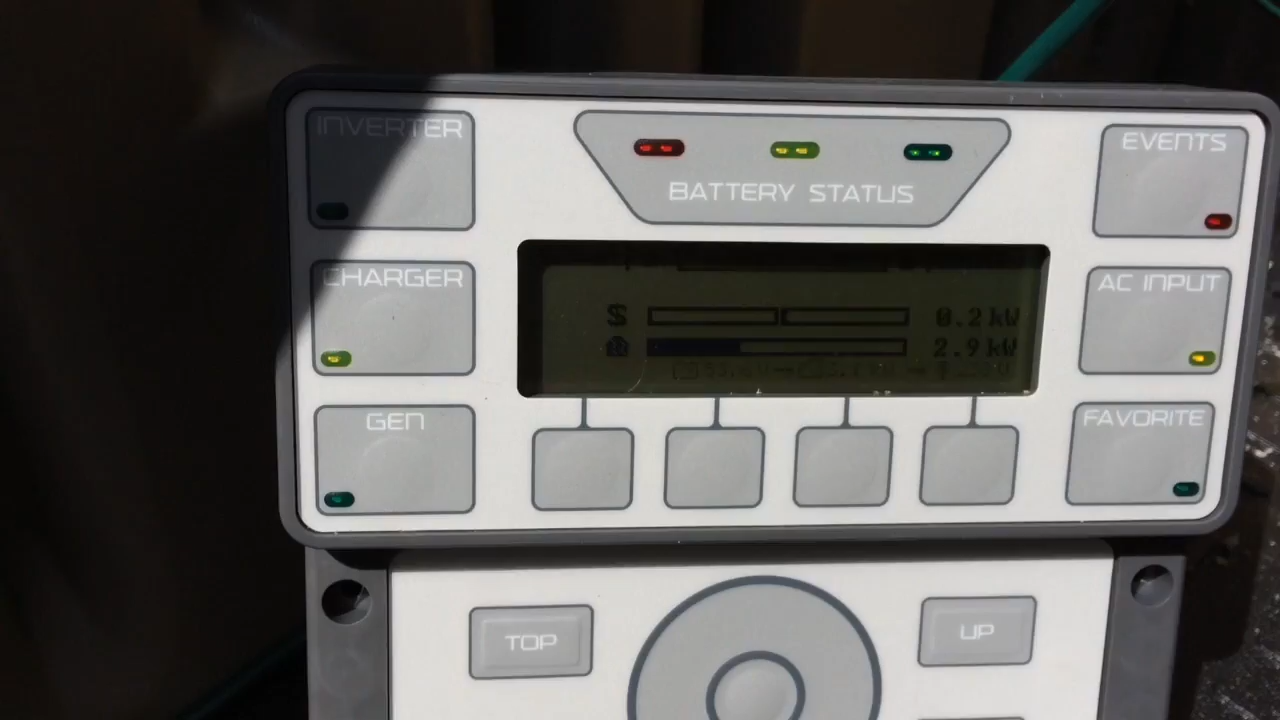 INVERTER
BATTERY STATUS
EVENTS
CHARGER
$ 0.2 kW
2.9 kW
AC INPUT
GEN
FAVORITE
TOP
UP